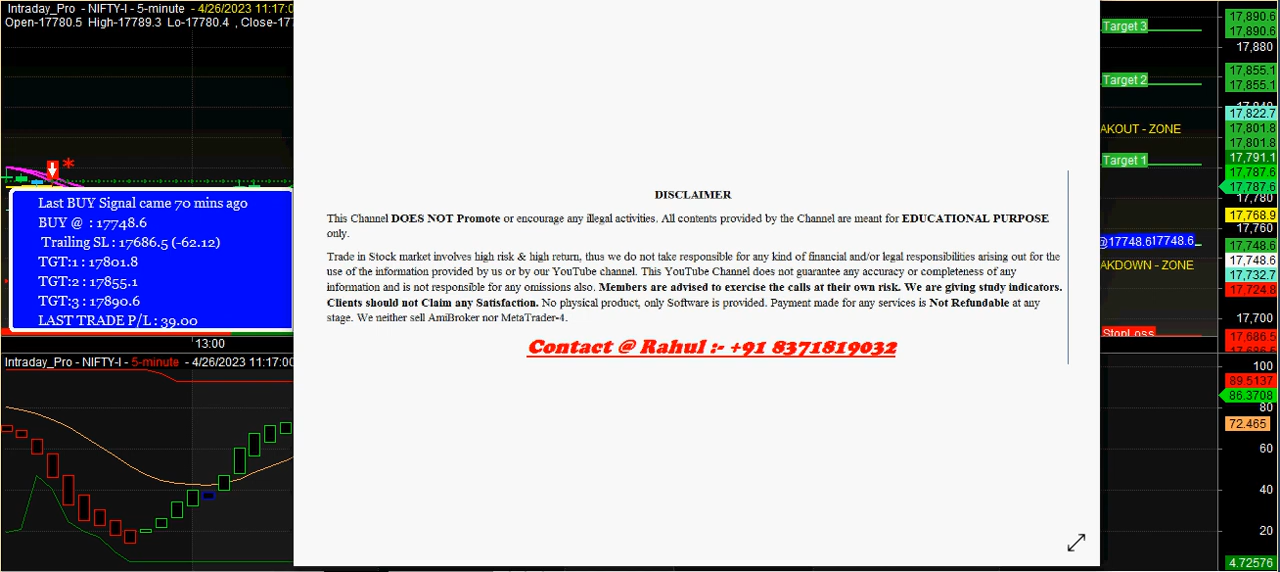 Intraday_Pro - NIFTY-I - 5-minute - 4/26/2023 11:17:0
Open-17780.5 High-17789.3 Lo-17780.4 , Close-177
*
Last BUY Signal came 70 mins ago
BUY @ : 17748.6
Trailing SL : 17686.5 (-62.12)
TGT:1 : 17801.8
TGT:2 : 17855.1
TGT:3 : 17890.6
LAST TRADE P/L : 39.00
13:00
Intraday_Pro - NIFTY-I - 5-minute - 4/26/2023 11:17:00
DISCLAIMER
This Channel DOES NOT Promote or encourage any illegal activities. All contents provided by the Channel are meant for EDUCATIONAL PURPOSE
only.
Trade in Stock market involves high risk & high return, thus we do not take responsible for any kind of financial and/or legal responsibilities arising out for
the use of the information provided by us or by our YouTube channel. This YouTube Channel does not guarantee any accuracy or completeness of any
information and is not responsible for any omissions also. Members are advised to exercise the calls at their own risk. We are giving study indicators.
Clients should not Claim any Satisfaction. No physical product, only Software is provided. Payment made for any services is Not Refundable at any
stage. We neither sell AmiBroker nor MetaTrader-4.
Contact @ Rahul :- +91 8371819032
Target 3
Target 2
AKOUT - ZONE
Target 1
@17748.617748.6
AKDOWN - ZONE
StopLoss
17,890.6
17,890.6
17,880
17,855.1
17,855.1
17,840
17,822.7
17,801.8
17,801.8
17,791.1
17,787.6
17,787.6
17,780
17,768.9
17,760
17,748.6
17,748.6
17,732.7
17,724.8
17,700
17,686.5
100
89.5137
86.3708
80
72.465
60
40
20
4.72576